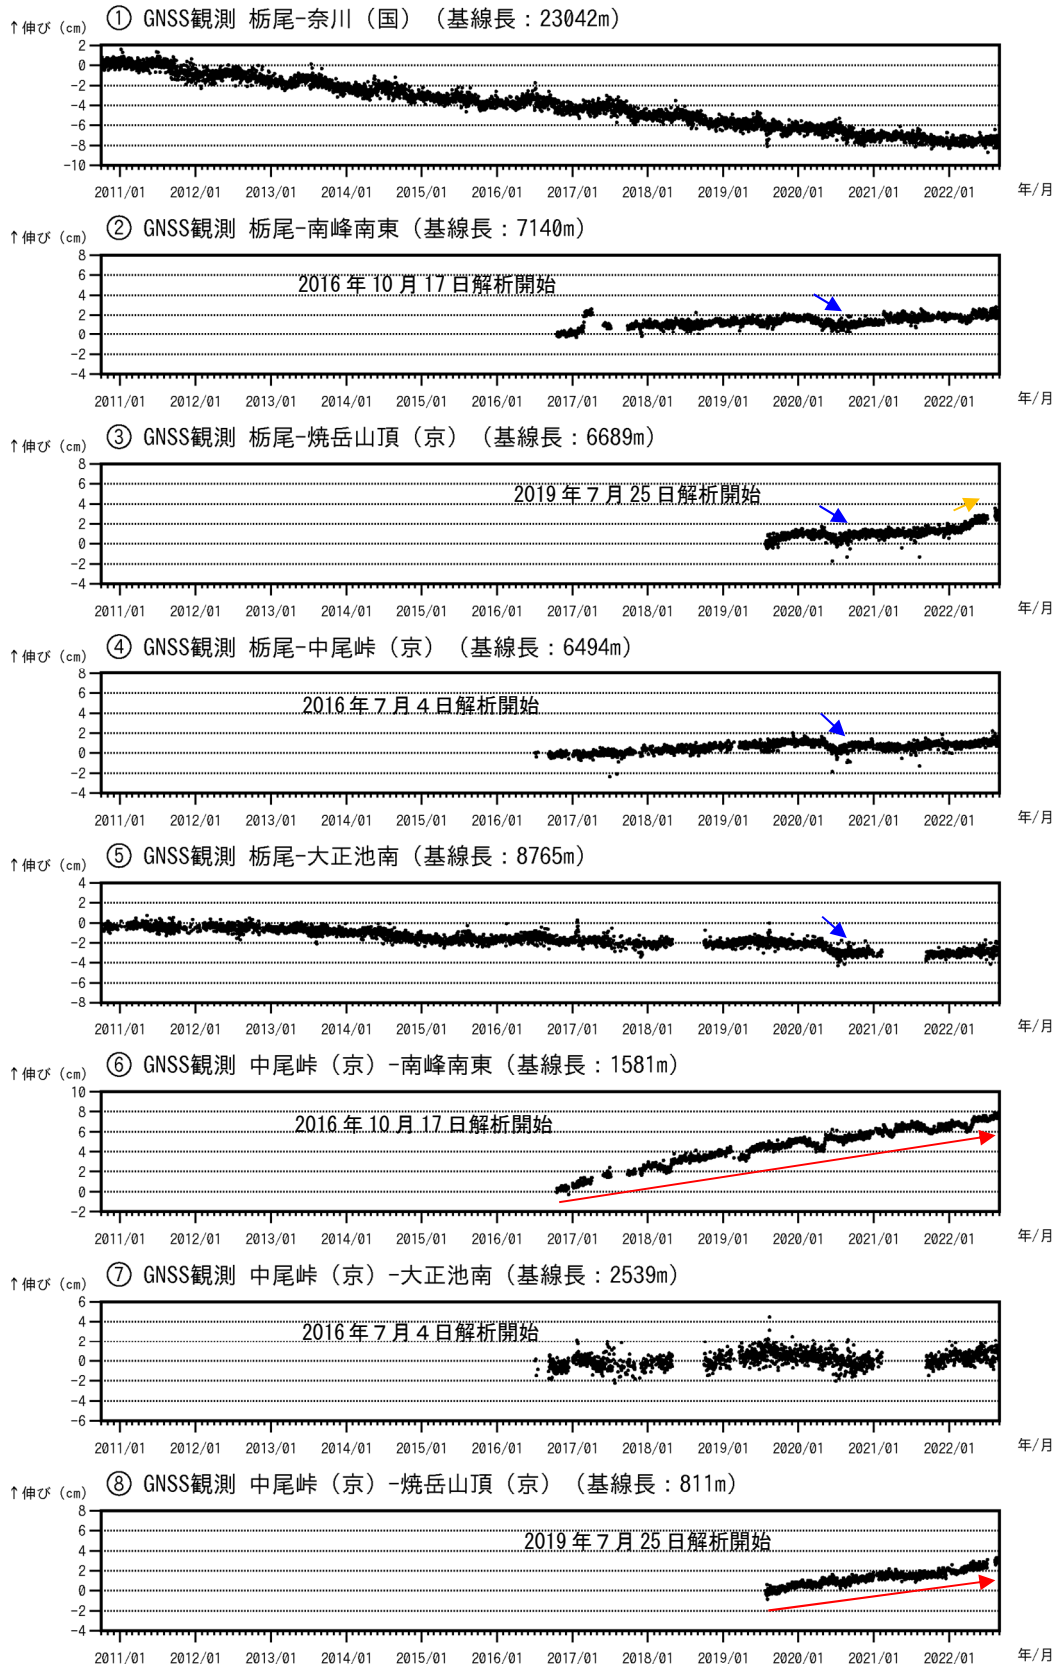 ① GNSS観測 栃尾-奈川（国）（基線長：23042m）
↑伸び（cm）
2
0
-2
-4
-6
-8
-10
2011/01 2012/01 2013/01 2014/01 2015/01 2016/01 2017/01 2018/01 2019/01 2020/01 2021/01 2022/01 年/月
② GNSS観測 栃尾-南峰南東（基線長：7140m）
↑伸び（cm）
8
6
2016年10月17日解析開始
4
2
0
-2
-4
2011/01 2012/01 2013/01 2014/01 2015/01 2016/01 2017/01 2018/01 2019/01 2020/01 2021/01 2022/01 年/月
③ GNSS観測 栃尾-焼岳山頂（京）（基線長：6689m）
↑伸び（cm）
8
6
2019年７月25日解析開始
4
2
0
-2
-4
2011/01 2012/01 2013/01 2014/01 2015/01 2016/01 2017/01 2018/01 2019/01 2020/01 2021/01 2022/01 年/月
④ GNSS観測 栃尾-中尾峠（京）（基線長：6494m）
↑伸び（cm）
8
6
2016年７月４日解析開始
4
2
0
-2
-4
2011/01 2012/01 2013/01 2014/01 2015/01 2016/01 2017/01 2018/01 2019/01 2020/01 2021/01 2022/01 年/月
⑤ GNSS観測 栃尾-大正池南（基線長：8765m）
↑伸び（cm）
4
2
0
-2
-4
-6
-8
2011/01 2012/01 2013/01 2014/01 2015/01 2016/01 2017/01 2018/01 2019/01 2020/01 2021/01 2022/01 年/月
⑥ GNSS観測 中尾峠（京）-南峰南東（基線長：1581m）
↑伸び（cm）
10
8
2016年10月17日解析開始
6
4
2
0
-2
2011/01 2012/01 2013/01 2014/01 2015/01 2016/01 2017/01 2018/01 2019/01 2020/01 2021/01 2022/01 年/月
⑦ GNSS観測 中尾峠（京）-大正池南（基線長：2539m）
↑伸び（cm）
6
4
2016年７月４日解析開始
2
0
-2
-4
-6
2011/01 2012/01 2013/01 2014/01 2015/01 2016/01 2017/01 2018/01 2019/01 2020/01 2021/01 2022/01 年/月
⑧ GNSS観測 中尾峠（京）-焼岳山頂（京）（基線長：811m）
↑伸び（cm）
8
6
2019年７月25日解析開始
4
2
0
-2
-4
2011/01 2012/01 2013/01 2014/01 2015/01 2016/01 2017/01 2018/01 2019/01 2020/01 2021/01 2022/01 年/月